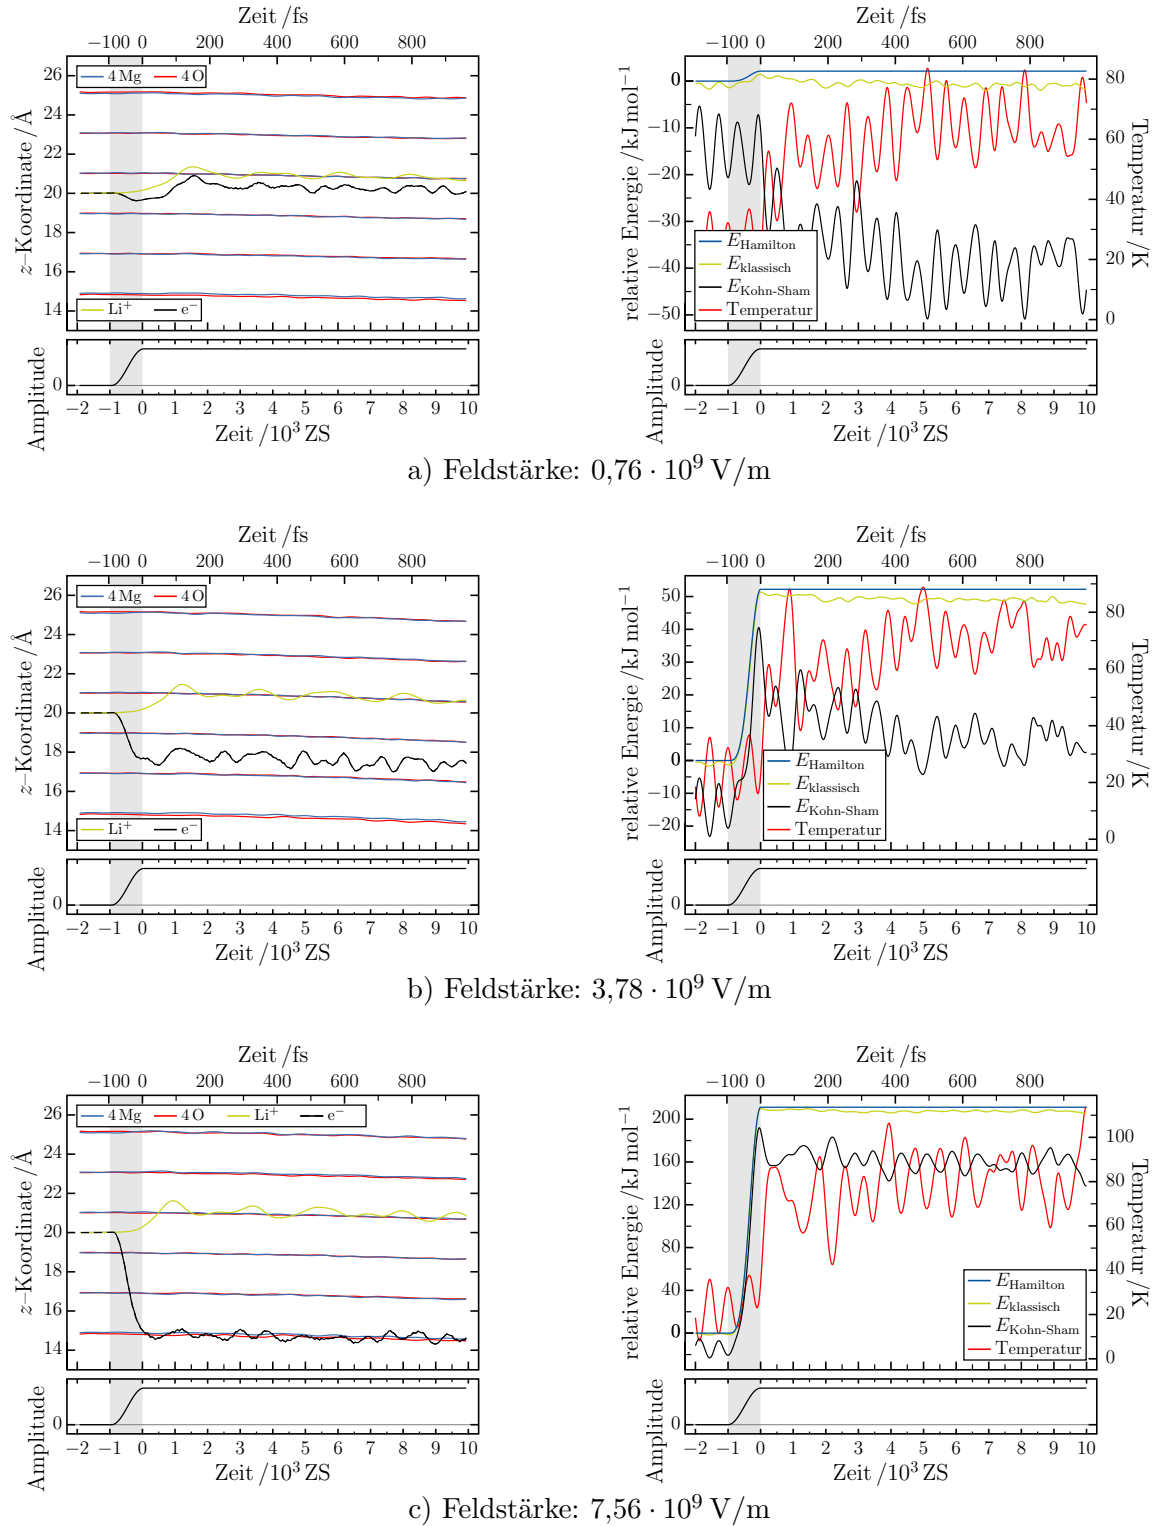 Zeit /fs
−100 0 200 400 600 800
z–Koordinate /Å
26
24
22
20
18
16
14
4 Mg 4 O
Li⁺ e⁻
Amplitude
0
−2 −1 0 1 2 3 4 5 6 7 8 9 10
Zeit /10³ ZS
Zeit /fs
−100 0 200 400 600 800
relative Energie /kJ mol⁻¹
0
−10
−20
−30
−40
−50
E_Hamilton
E_klassisch
E_Kohn-Sham
Temperatur
80
60
40
20
0
Temperatur /K
Amplitude
0
−2 −1 0 1 2 3 4 5 6 7 8 9 10
Zeit /10³ ZS
a) Feldstärke: 0,76 · 10⁹ V/m
Zeit /fs
−100 0 200 400 600 800
z–Koordinate /Å
26
24
22
20
18
16
14
4 Mg 4 O
Li⁺ e⁻
Amplitude
0
−2 −1 0 1 2 3 4 5 6 7 8 9 10
Zeit /10³ ZS
Zeit /fs
−100 0 200 400 600 800
relative Energie /kJ mol⁻¹
50
40
30
20
10
0
−10
−20
E_Hamilton
E_klassisch
E_Kohn-Sham
Temperatur
80
60
40
20
0
Temperatur /K
Amplitude
0
−2 −1 0 1 2 3 4 5 6 7 8 9 10
Zeit /10³ ZS
b) Feldstärke: 3,78 · 10⁹ V/m
Zeit /fs
−100 0 200 400 600 800
z–Koordinate /Å
26
24
22
20
18
16
14
4 Mg 4 O Li⁺ e⁻
Amplitude
0
−2 −1 0 1 2 3 4 5 6 7 8 9 10
Zeit /10³ ZS
Zeit /fs
−100 0 200 400 600 800
relative Energie /kJ mol⁻¹
200
160
120
80
40
0
E_Hamilton
E_klassisch
E_Kohn-Sham
Temperatur
100
80
60
40
20
0
Temperatur /K
Amplitude
0
−2 −1 0 1 2 3 4 5 6 7 8 9 10
Zeit /10³ ZS
c) Feldstärke: 7,56 · 10⁹ V/m